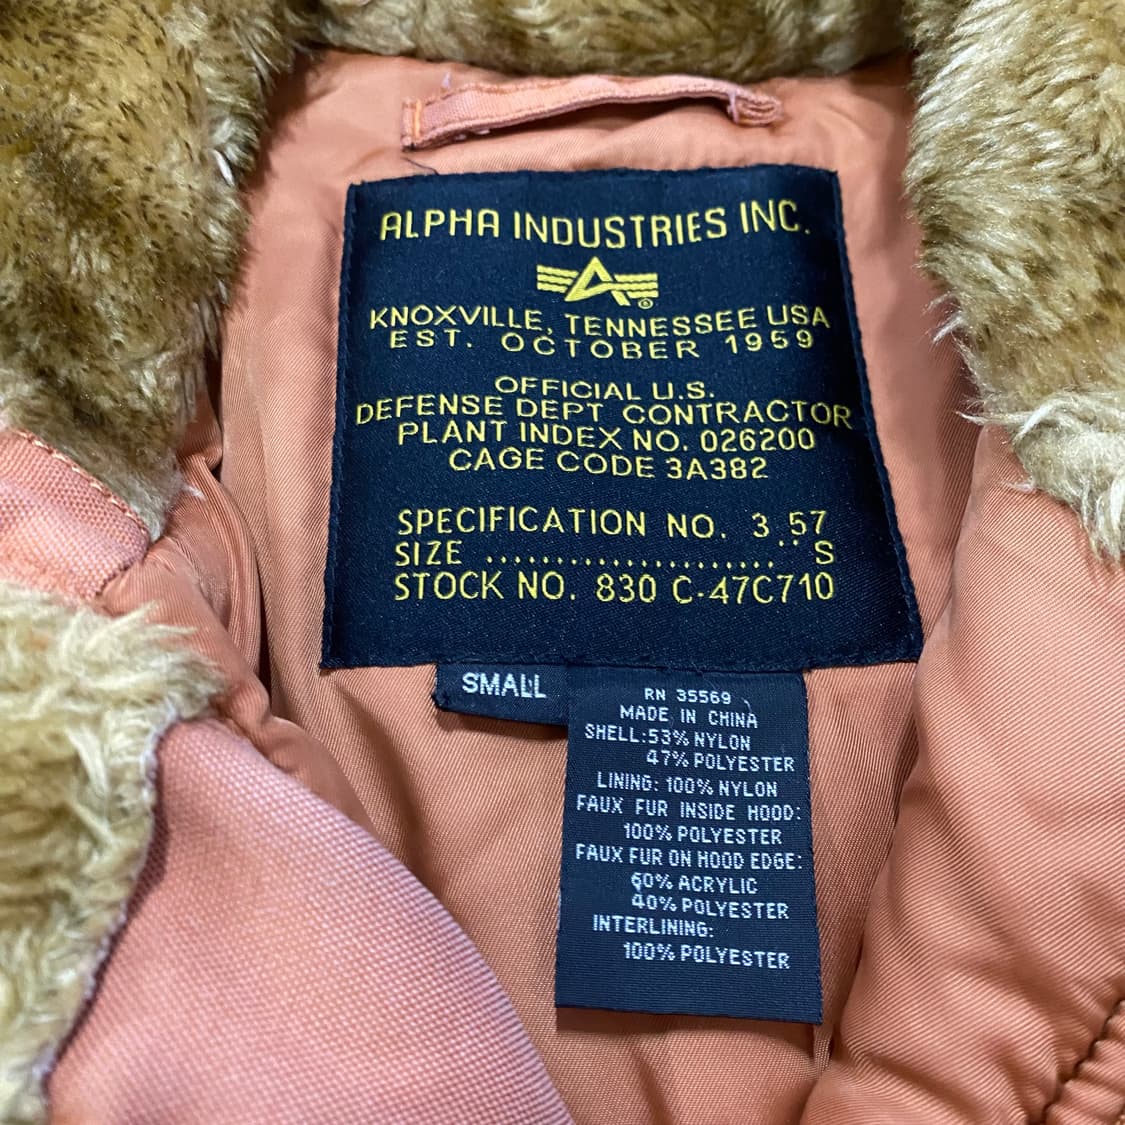 ALPHA INDUSTRIES INC.
®
KNOXVILLE, TENNESSEE USA
EST. OCTOBER 1959
OFFICIAL U.S.
DEFENSE DEPT CONTRACTOR
PLANT INDEX NO. 026200
CAGE CODE 3A382
SPECIFICATION NO. 3.57
SIZE ........................ S
STOCK NO. 830 C-47C710
SMALL
RN 35569
MADE IN CHINA
SHELL:53% NYLON
47% POLYESTER
LINING: 100% NYLON
FAUX FUR INSIDE HOOD:
100% POLYESTER
FAUX FUR ON HOOD EDGE:
60% ACRYLIC
40% POLYESTER
INTERLINING:
100% POLYESTER